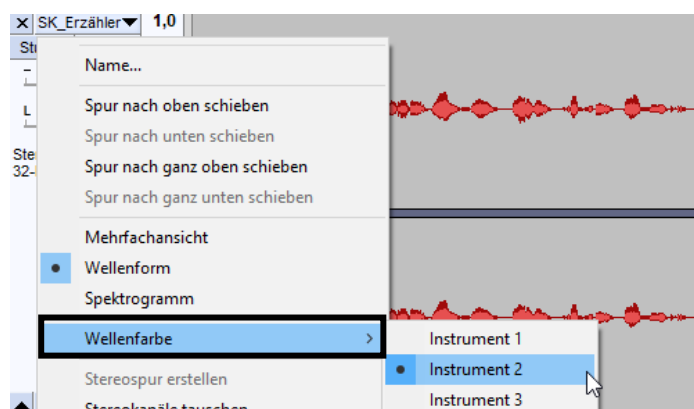 SK_Erzähler 1,0
Name...
L
Spur nach oben schieben
Spur nach unten schieben
Ste
32-
Spur nach ganz oben schieben
Spur nach ganz unten schieben
Mehrfachansicht
Wellenform
Spektrogramm
Wellenfarbe
Instrument 1
Instrument 2
Instrument 3
Stereospur erstellen
Stereokanäle tauschen